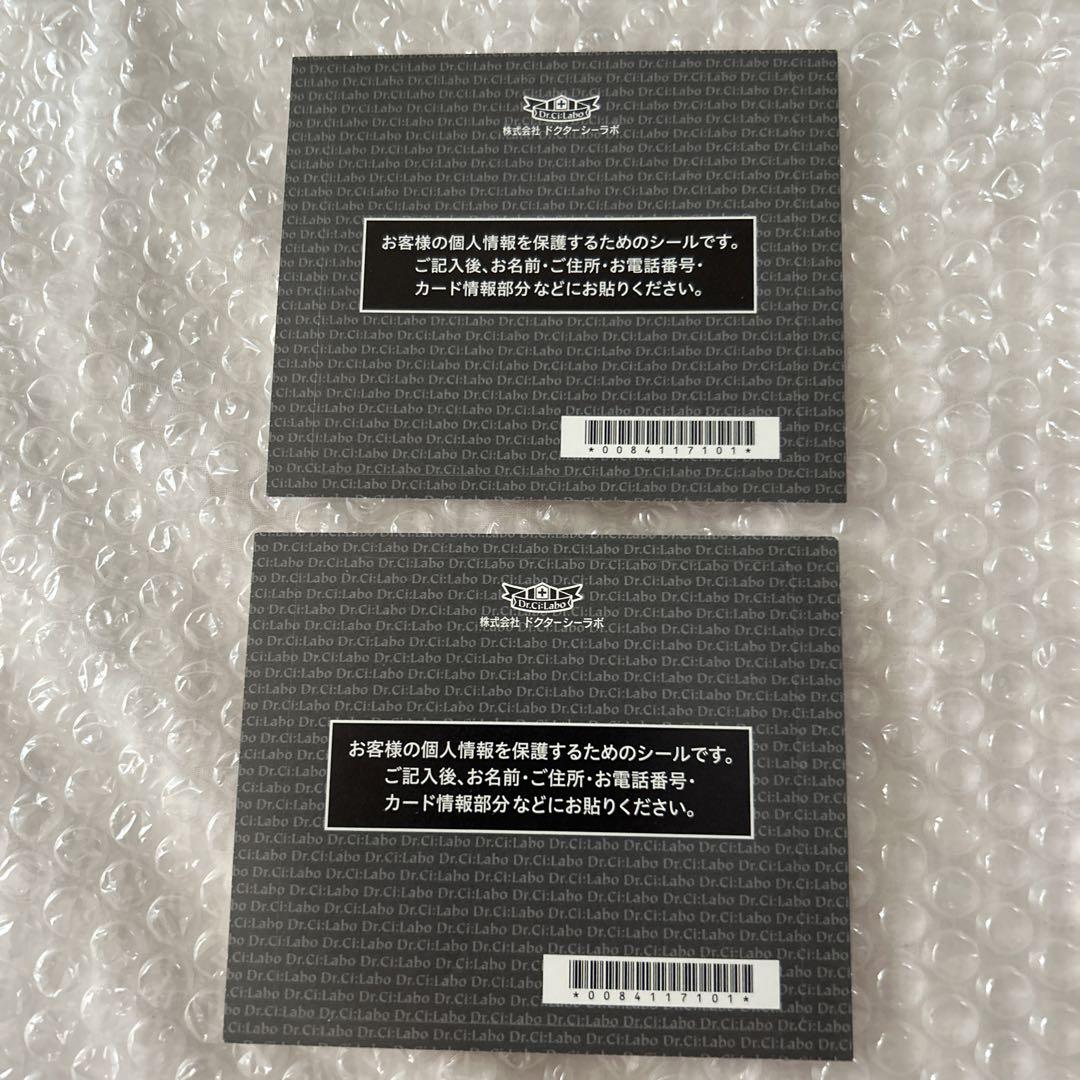 Dr.Ci:Labo
株式会社 ドクターシーラボ
お客様の個人情報を保護するためのシールです。
ご記入後、お名前・ご住所・お電話番号・
カード情報部分などにお貼りください。
*0084117101*
Dr.Ci:Labo
株式会社 ドクターシーラボ
お客様の個人情報を保護するためのシールです。
ご記入後、お名前・ご住所・お電話番号・
カード情報部分などにお貼りください。
*0084117101*